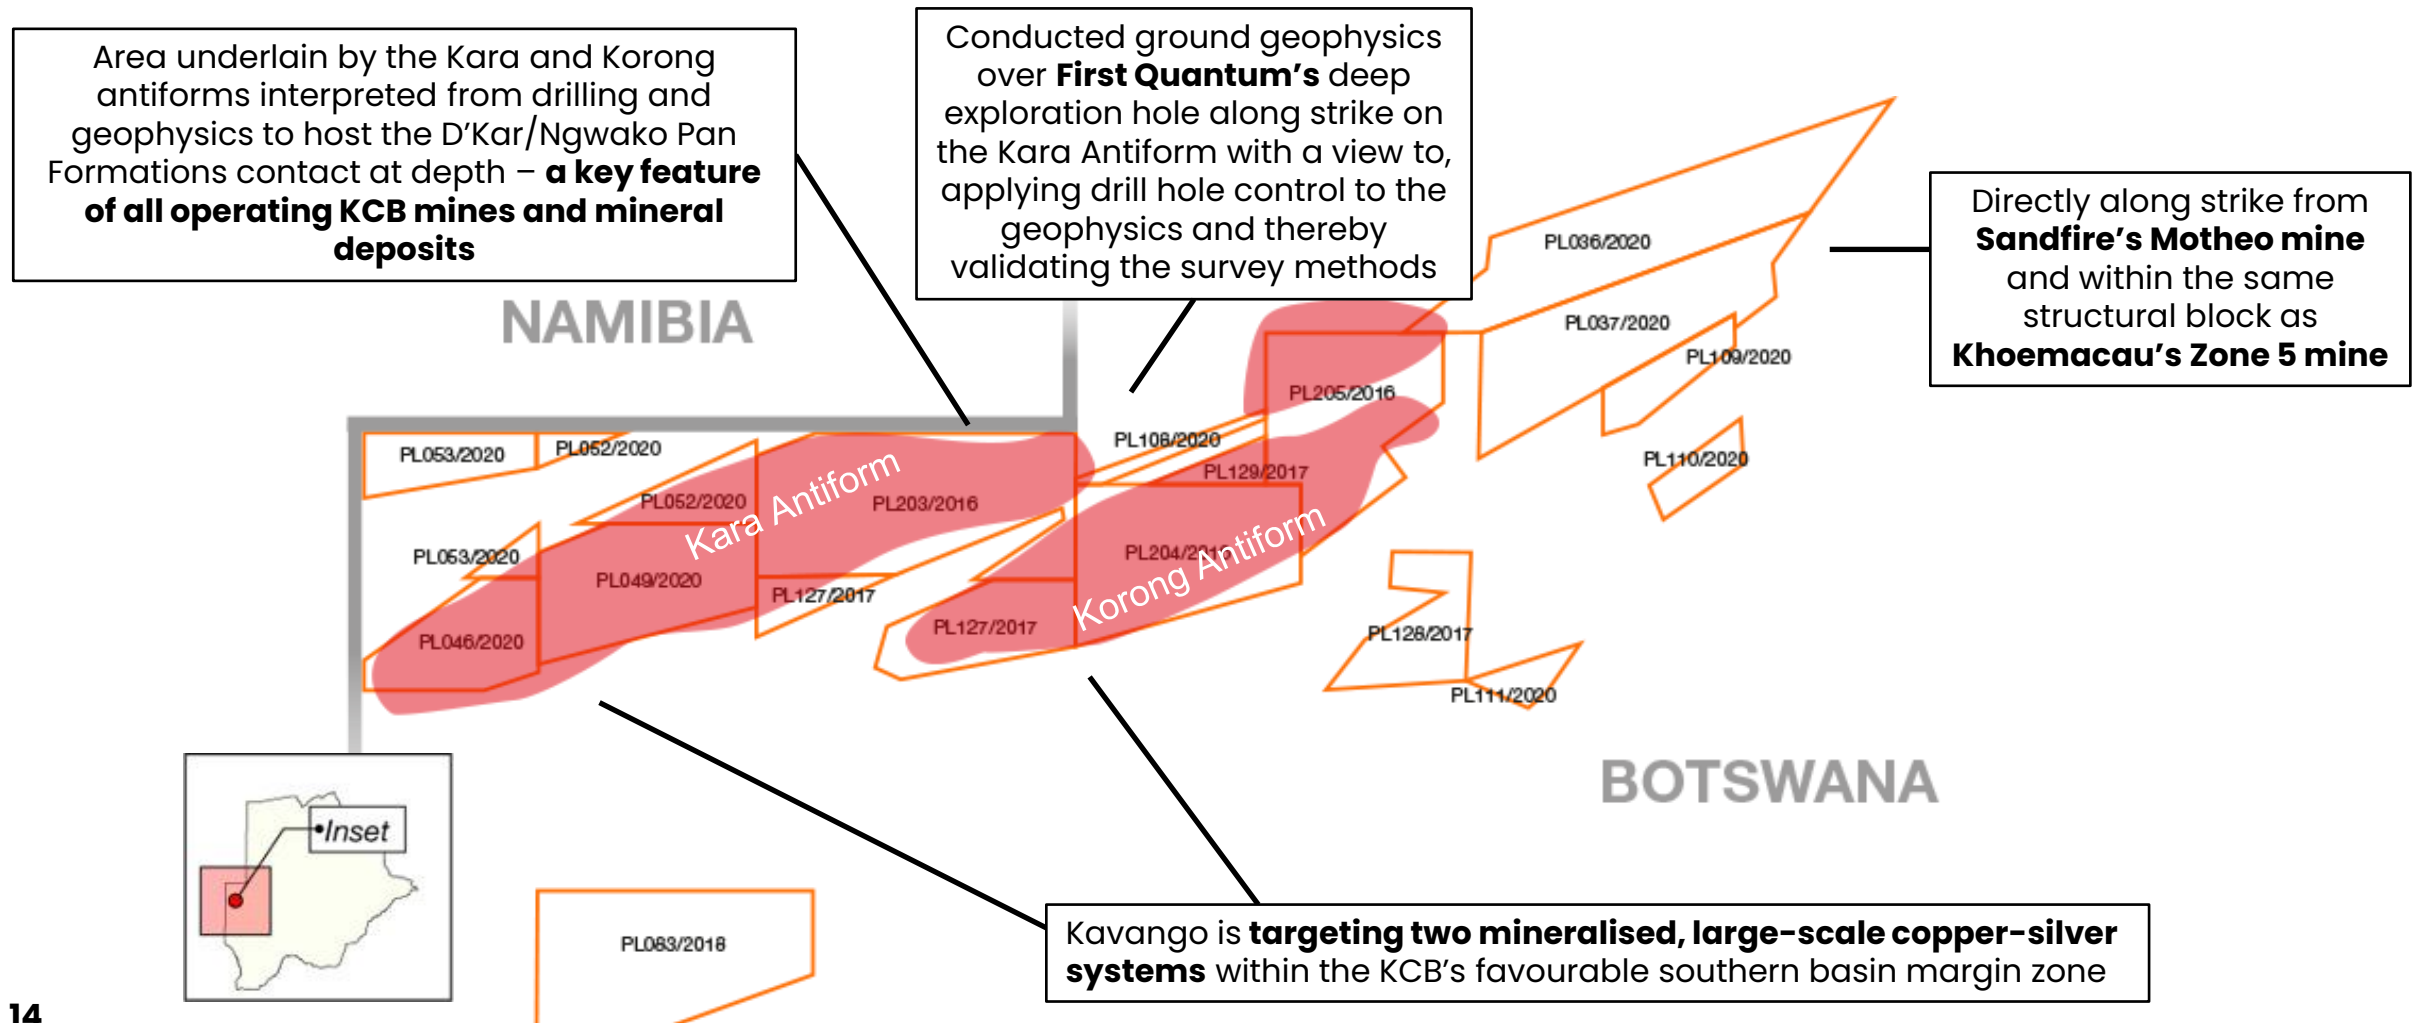 Area underlain by the Kara and Korong
antiforms interpreted from drilling and
geophysics to host the D’Kar/Ngwako Pan
Formations contact at depth – a key feature
of all operating KCB mines and mineral
deposits
Conducted ground geophysics
over First Quantum’s deep
exploration hole along strike on
the Kara Antiform with a view to,
applying drill hole control to the
geophysics and thereby
validating the survey methods
Directly along strike from
Sandfire’s Motheo mine
and within the same
structural block as
Khoemacau’s Zone 5 mine
NAMIBIA
PL036/2020
PL037/2020
PL109/2020
PL205/2016
PL053/2020
PL052/2020
PL108/2020
PL110/2020
PL129/2017
PL052/2020
Kara Antiform
PL203/2016
PL053/2020
PL049/2020
PL127/2017
PL204/2016
Korong Antiform
PL046/2020
PL127/2017
PL128/2017
PL111/2020
BOTSWANA
•Inset
PL083/2018
Kavango is targeting two mineralised, large-scale copper-silver
systems within the KCB’s favourable southern basin margin zone
14